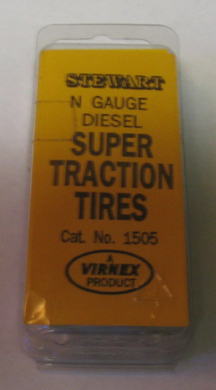 STEWART
N GAUGE
DIESEL
SUPER
TRACTION
TIRES
Cat. No. 1505
A
VIRNEX
PRODUCT